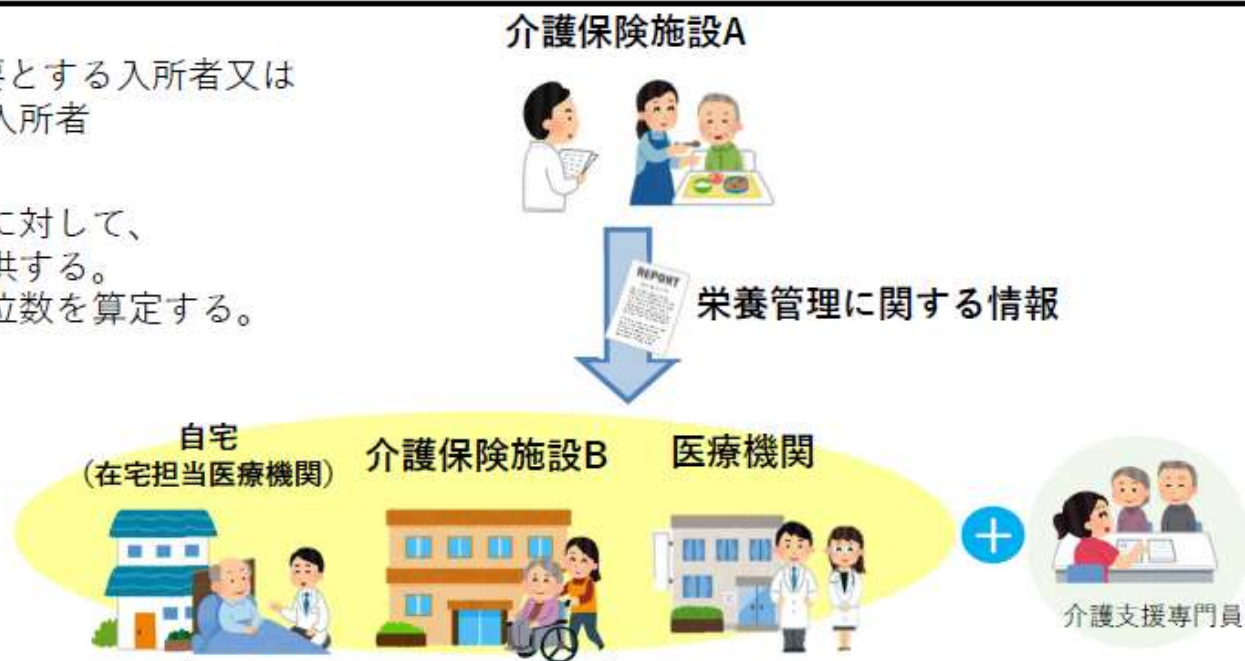 介護保険施設A
要とする入所者又は
入所者
に対して、
供する。
位数を算定する。
REPORT
栄養管理に関する情報
自宅
（在宅担当医療機関）
介護保険施設B
医療機関
介護支援専門員